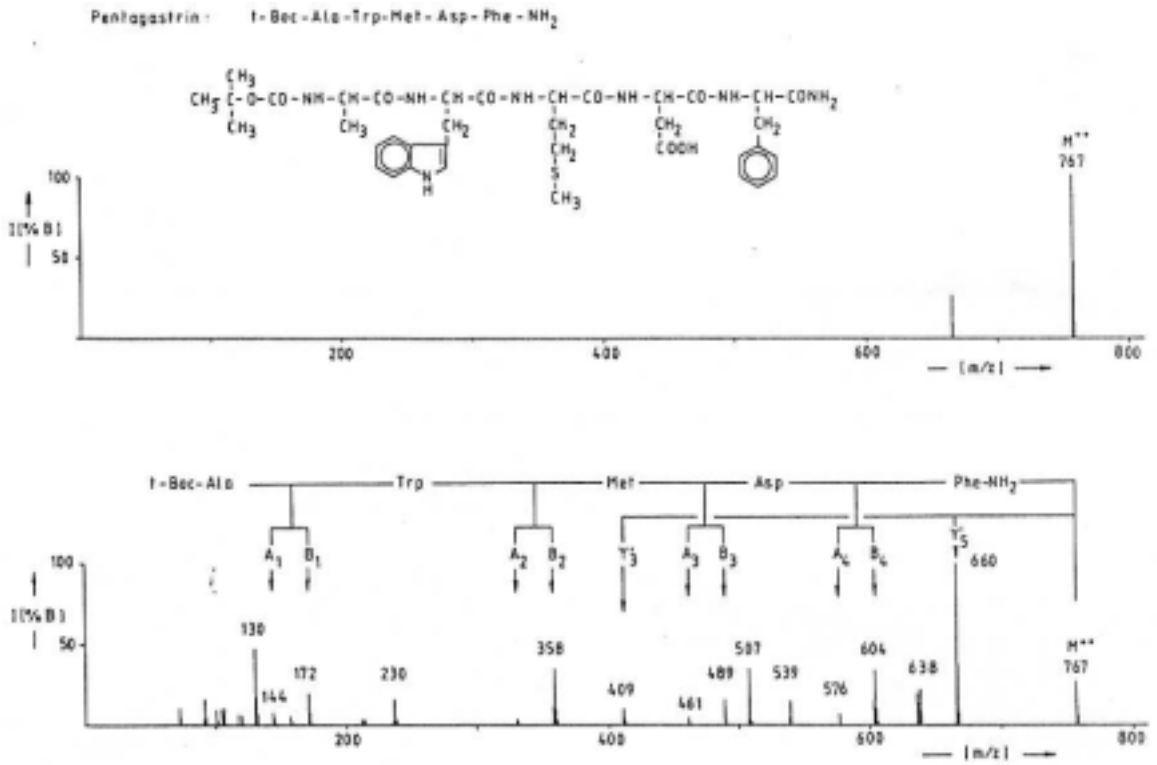 Pentagastrin: t-Boc-Ala-Trp-Met-Asp-Phe-NH2
CH3
CH3-C-O-CO-NH-CH-CO-NH-CH-CO-NH-CH-CO-NH-CH-CO-NH-CH-CONH2
CH3 CH3 CH2 CH2 CH2 CH2
CH2 COOH
N
H
S
CH3
M+•
767
100
I[%B]
50
200 400 600 800
[m/z]
t-Boc-Ala Trp Met Asp Phe-NH2
A1 B1 A2 B2 Y'3 A3 B3 A4 B4 Y'5
100
660
I[%B]
50
130 144 172 230 358 409 461 489 507 539 576 604 638
M+•
767
200 400 600 800
[m/z]